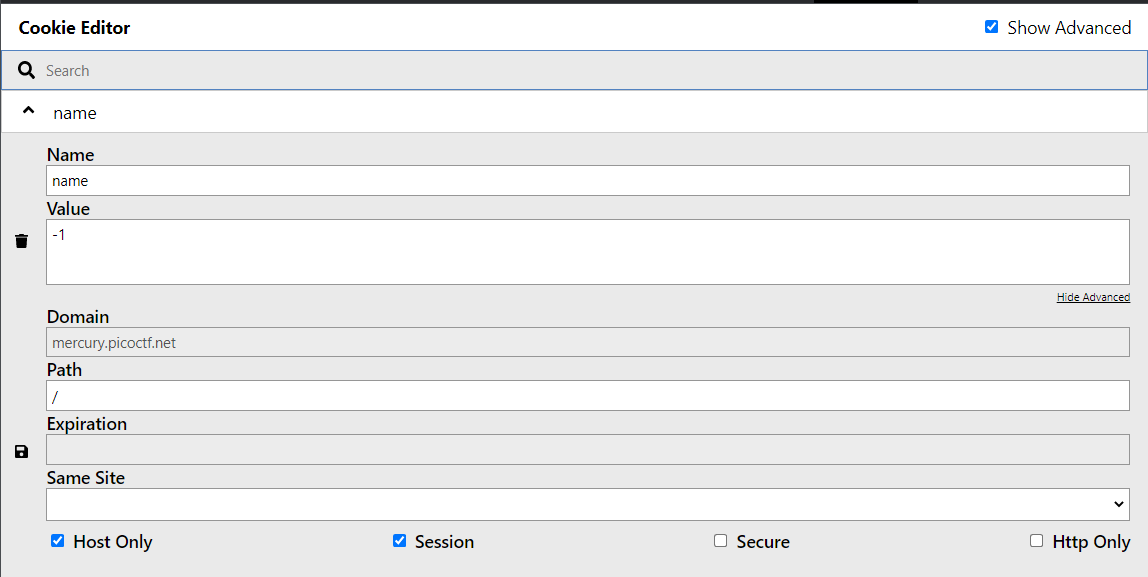 Cookie Editor
Show Advanced
Search
name
Name
name
Value
-1
Hide Advanced
Domain
mercury.picoctf.net
Path
/
Expiration
Same Site
Host Only Session Secure Http Only